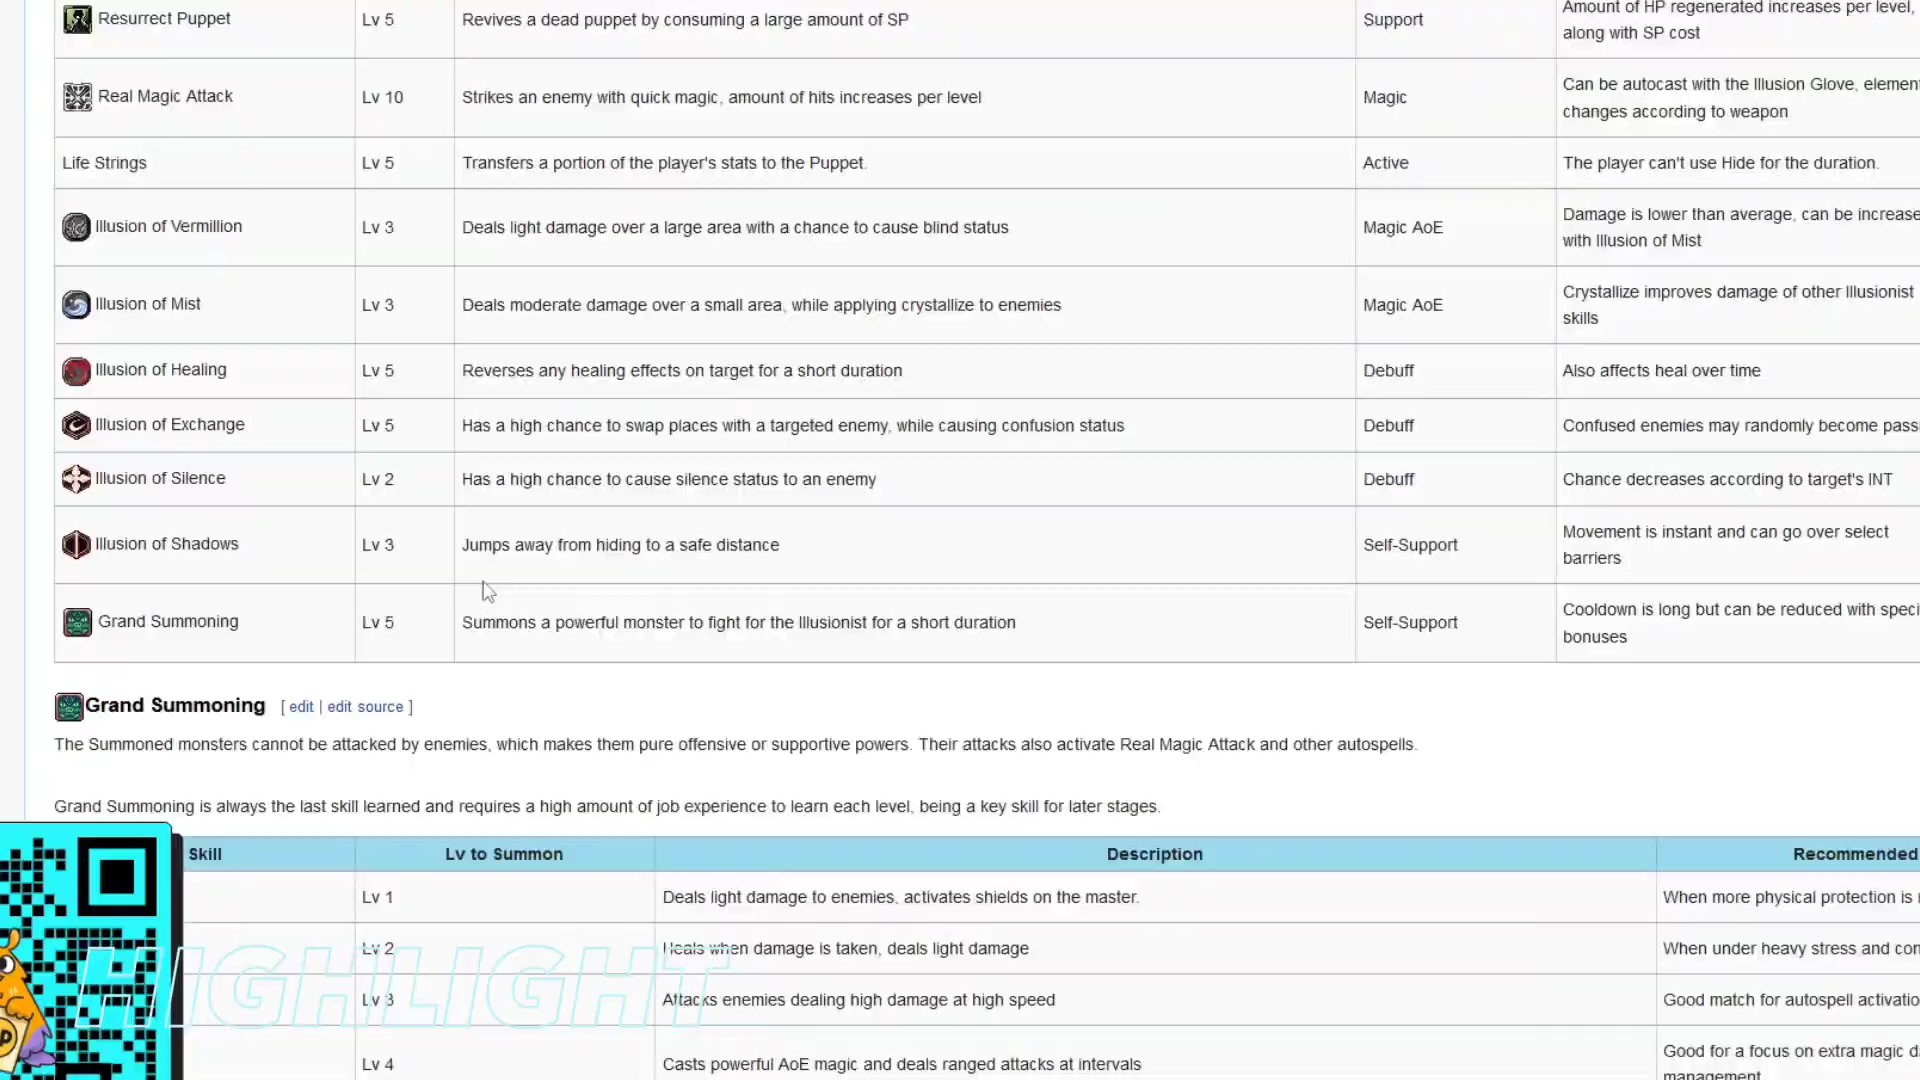 Resurrect Puppet Lv 5 Revives a dead puppet by consuming a large amount of SP Support Amount of HP regenerated increases per level,
along with SP cost
Real Magic Attack Lv 10 Strikes an enemy with quick magic, amount of hits increases per level Magic Can be autocast with the Illusion Glove, element
changes according to weapon
Life Strings Lv 5 Transfers a portion of the player's stats to the Puppet. Active The player can't use Hide for the duration.
Illusion of Vermillion Lv 3 Deals light damage over a large area with a chance to cause blind status Magic AoE Damage is lower than average, can be increase
with Illusion of Mist
Illusion of Mist Lv 3 Deals moderate damage over a small area, while applying crystallize to enemies Magic AoE Crystallize improves damage of other Illusionist
skills
Illusion of Healing Lv 5 Reverses any healing effects on target for a short duration Debuff Also affects heal over time
Illusion of Exchange Lv 5 Has a high chance to swap places with a targeted enemy, while causing confusion status Debuff Confused enemies may randomly become pass
Illusion of Silence Lv 2 Has a high chance to cause silence status to an enemy Debuff Chance decreases according to target's INT
Illusion of Shadows Lv 3 Jumps away from hiding to a safe distance Self-Support Movement is instant and can go over select
barriers
Grand Summoning Lv 5 Summons a powerful monster to fight for the Illusionist for a short duration Self-Support Cooldown is long but can be reduced with speci
bonuses
Grand Summoning [ edit | edit source ]
The Summoned monsters cannot be attacked by enemies, which makes them pure offensive or supportive powers. Their attacks also activate Real Magic Attack and other autospells.
Grand Summoning is always the last skill learned and requires a high amount of job experience to learn each level, being a key skill for later stages.
Skill Lv to Summon Description Recommended
Lv 1 Deals light damage to enemies, activates shields on the master. When more physical protection is
Lv 2 Heals when damage is taken, deals light damage When under heavy stress and con
HIGHLIGHT
Lv 3 Attacks enemies dealing high damage at high speed Good match for autospell activatio
Lv 4 Casts powerful AoE magic and deals ranged attacks at intervals Good for a focus on extra magic d
management